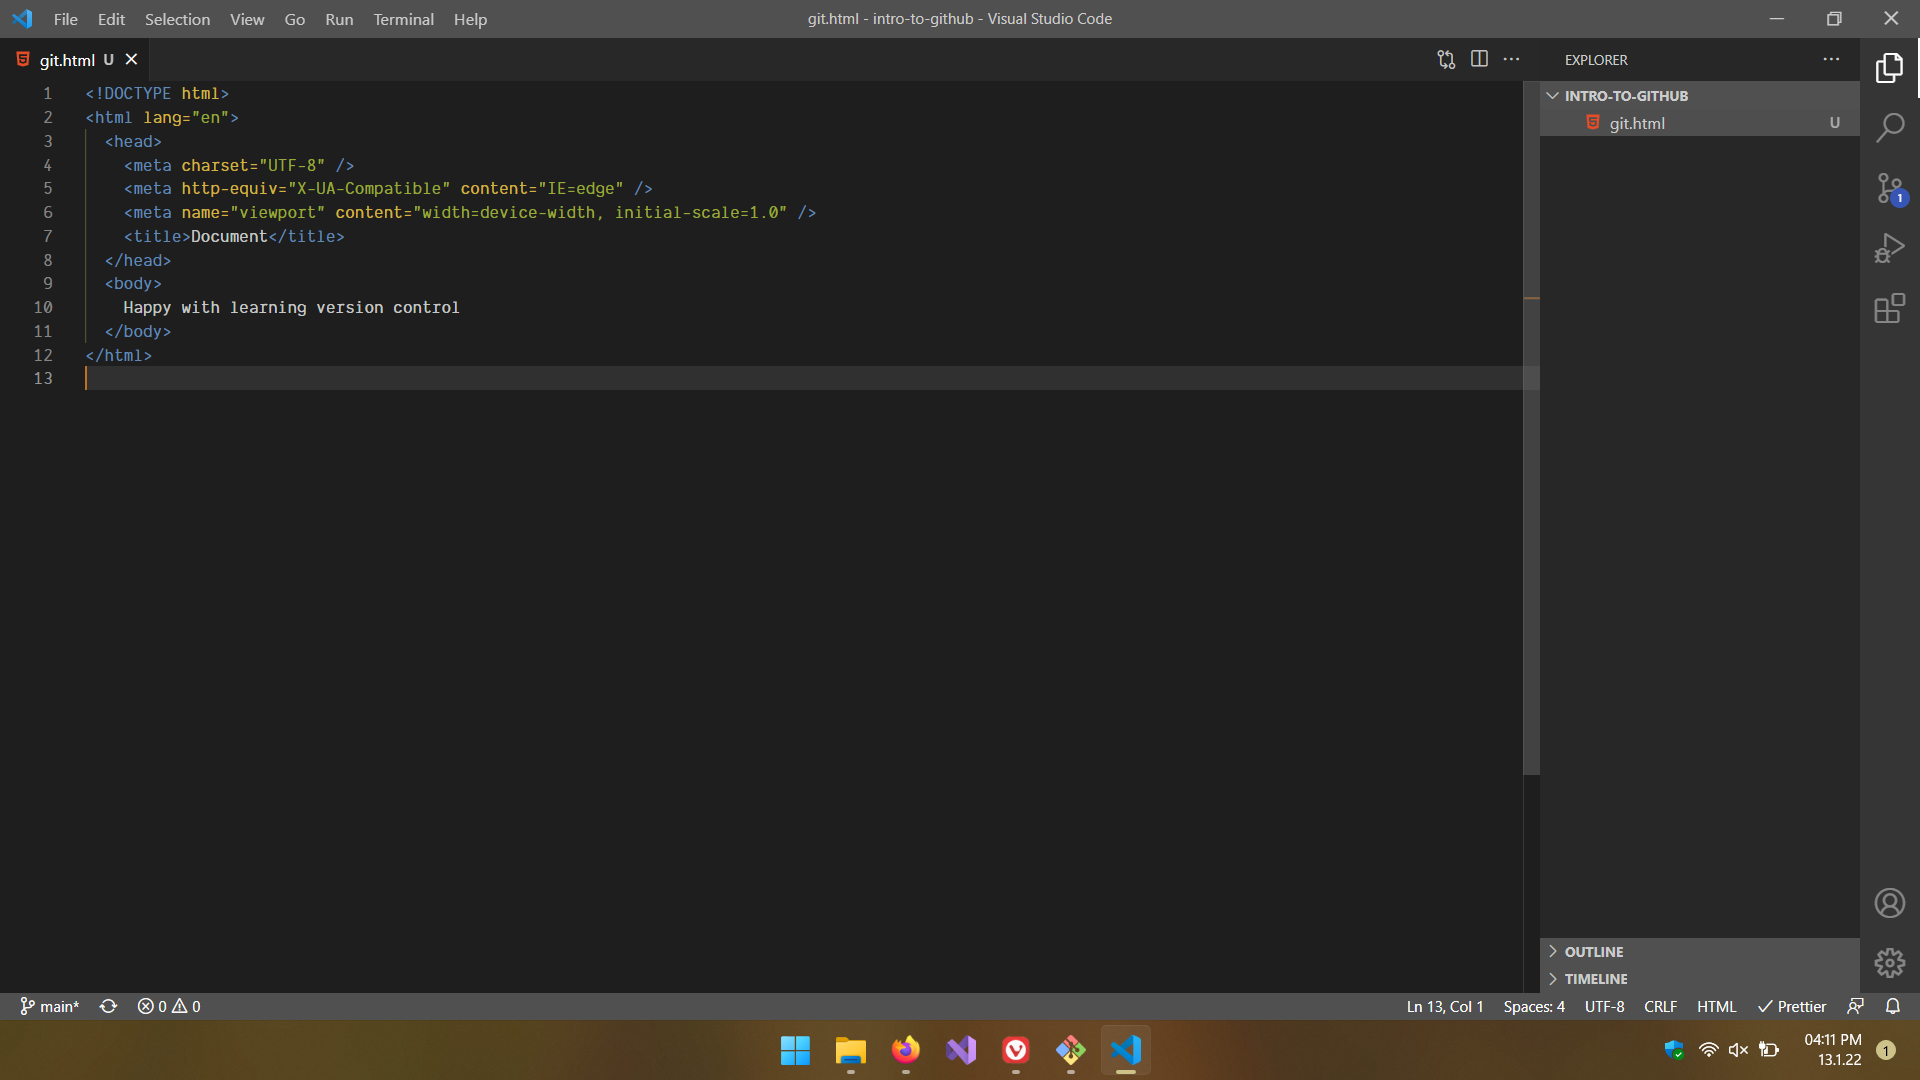 File Edit Selection View Go Run Terminal Help
git.html - intro-to-github - Visual Studio Code
git.html U
EXPLORER
INTRO-TO-GITHUB
git.html U
1
1 <!DOCTYPE html>
2 <html lang="en">
3 <head>
4 <meta charset="UTF-8" />
5 <meta http-equiv="X-UA-Compatible" content="IE=edge" />
6 <meta name="viewport" content="width=device-width, initial-scale=1.0" />
7 <title>Document</title>
8 </head>
9 <body>
10 Happy with learning version control
11 </body>
12 </html>
13
OUTLINE
TIMELINE
main* 0 0 Ln 13, Col 1 Spaces: 4 UTF-8 CRLF HTML Prettier
04:11 PM
13.1.22
1